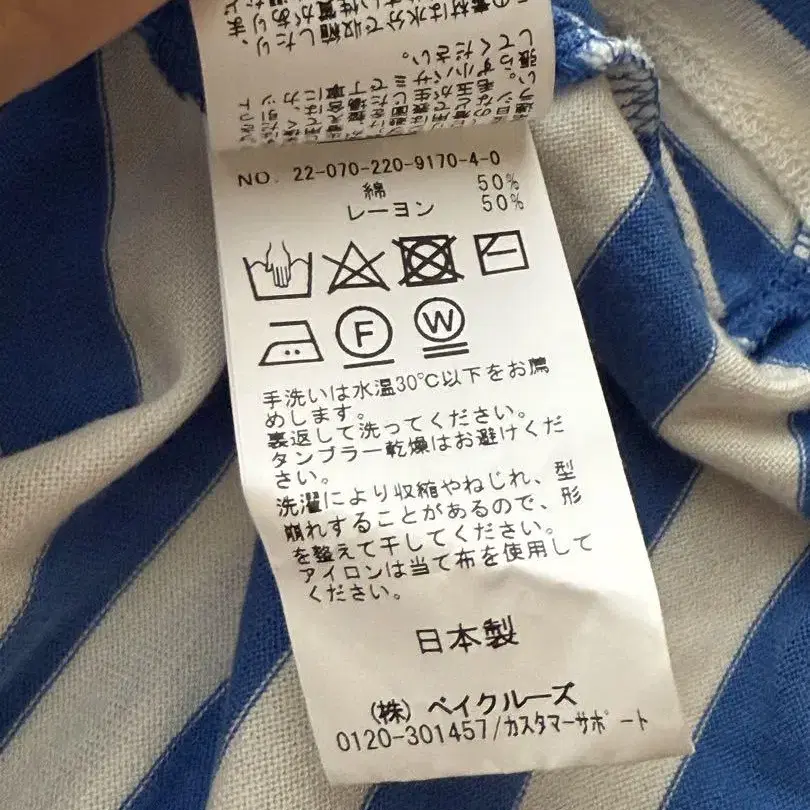 NO. 22-070-220-9170-4-0
綿 50%
レーヨン 50%
F
W
手洗いは水温30℃以下をお薦
めします。
裏返して洗ってください。
タンブラー乾燥はお避けくだ
さい。
洗濯により収縮やねじれ、型
崩れすることがあるので、形
を整えて干してください。
アイロンは当て布を使用して
ください。
日本製
(株) ベイクルーズ
0120-301457/カスタマーサポート